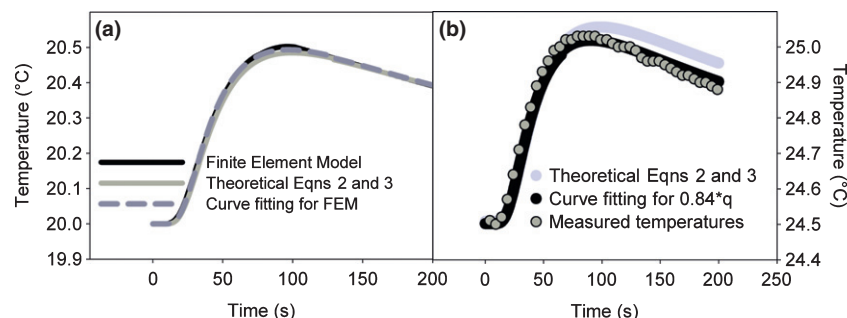 (a)
Temperature (°C)
20.5
20.4
20.3
20.2
20.1
20.0
19.9
Finite Element Model
Theoretical Eqns 2 and 3
Curve fitting for FEM
0
50
100
150
200
Time (s)
(b)
Theoretical Eqns 2 and 3
Curve fitting for 0.84*q
Measured temperatures
25.0
24.9
24.8
24.7
24.6
24.5
24.4
Temperature (°C)
0
50
100
150
200
250
Time (s)